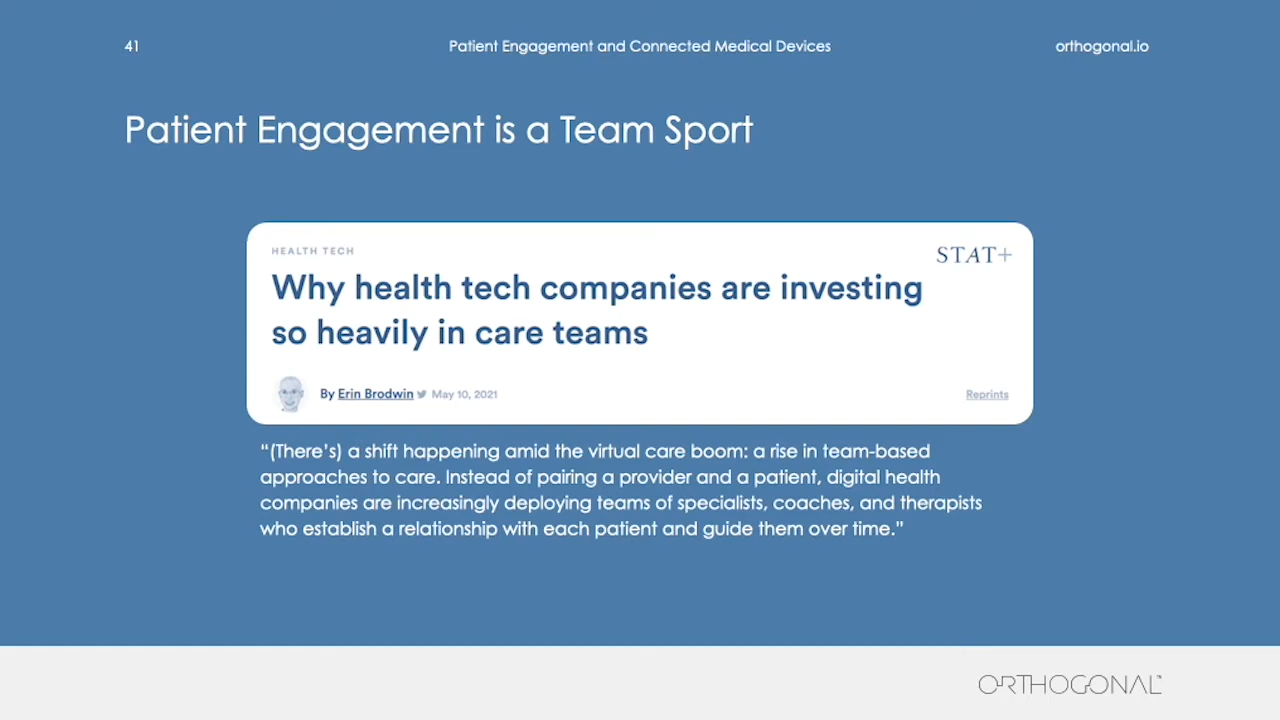 41
Patient Engagement and Connected Medical Devices
orthogonal.io
Patient Engagement is a Team Sport
HEALTH TECH
STAT+
Why health tech companies are investing
so heavily in care teams
By Erin Brodwin May 10, 2021
Reprints
“(There’s) a shift happening amid the virtual care boom: a rise in team-based
approaches to care. Instead of pairing a provider and a patient, digital health
companies are increasingly deploying teams of specialists, coaches, and therapists
who establish a relationship with each patient and guide them over time.”
ORTHOGONAL™